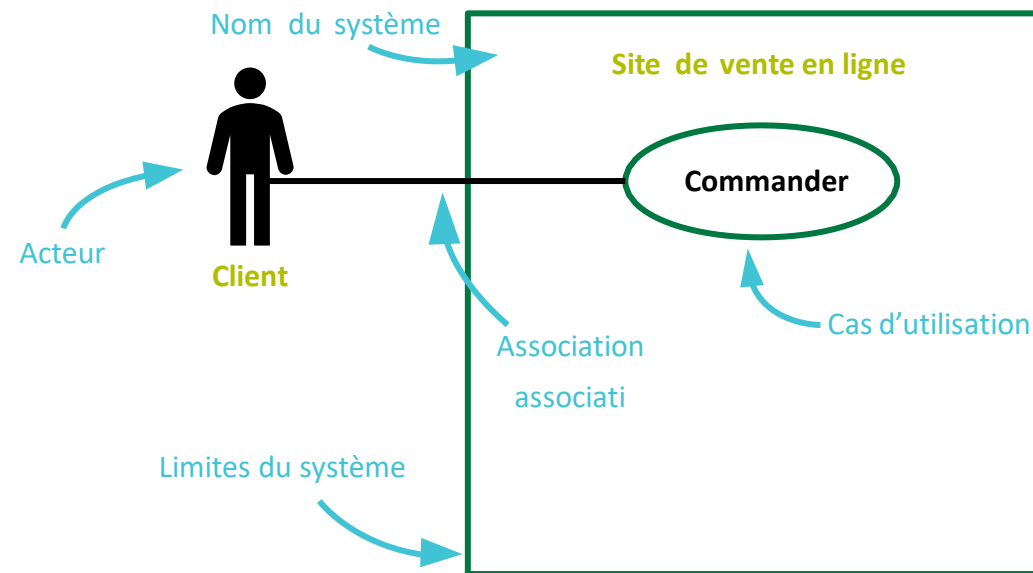 Nom du système
Site de vente en ligne
Commander
Acteur
Client
Cas d’utilisation
Association
associati
Limites du système